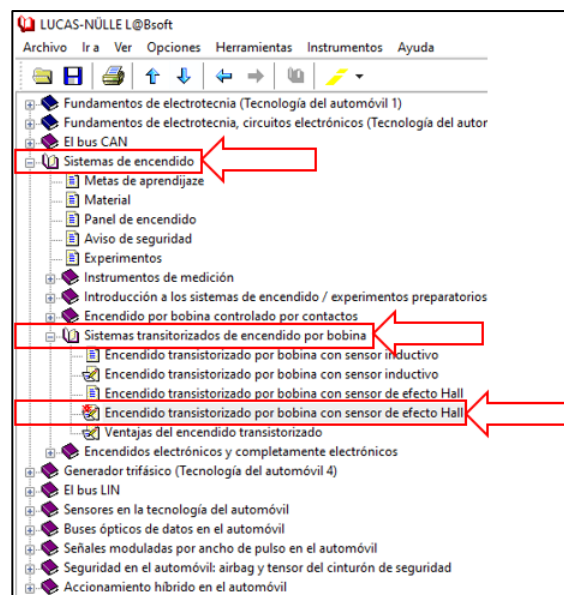 LUCAS-NÜLLE L@Bsoft
Archivo Ir a Ver Opciones Herramientas Instrumentos Ayuda
Fundamentos de electrotecnia (Tecnología del automóvil 1)
Fundamentos de electrotecnia, circuitos electrónicos (Tecnología del autor
El bus CAN
Sistemas de encendido
Metas de aprendijaze
Material
Panel de encendido
Aviso de seguridad
Experimentos
Instrumentos de medición
Introducción a los sistemas de encendido / experimentos preparatorios
Encendido por bobina controlado por contactos
Sistemas transitorizados de encendido por bobina
Encendido transistorizado por bobina con sensor inductivo
Encendido transistorizado por bobina con sensor inductivo
Encendido transistorizado por bobina con sensor de efecto Hall
Encendido transistorizado por bobina con sensor de efecto Hall
Ventajas del encendido transistorizado
Encendidos electrónicos y completamente electrónicos
Generador trifásico (Tecnología del automóvil 4)
El bus LIN
Sensores en la tecnología del automóvil
Buses ópticos de datos en el automóvil
Señales moduladas por ancho de pulso en el automóvil
Seguridad en el automóvil: airbag y tensor del cinturón de seguridad
Accionamiento híbrido en el automóvil